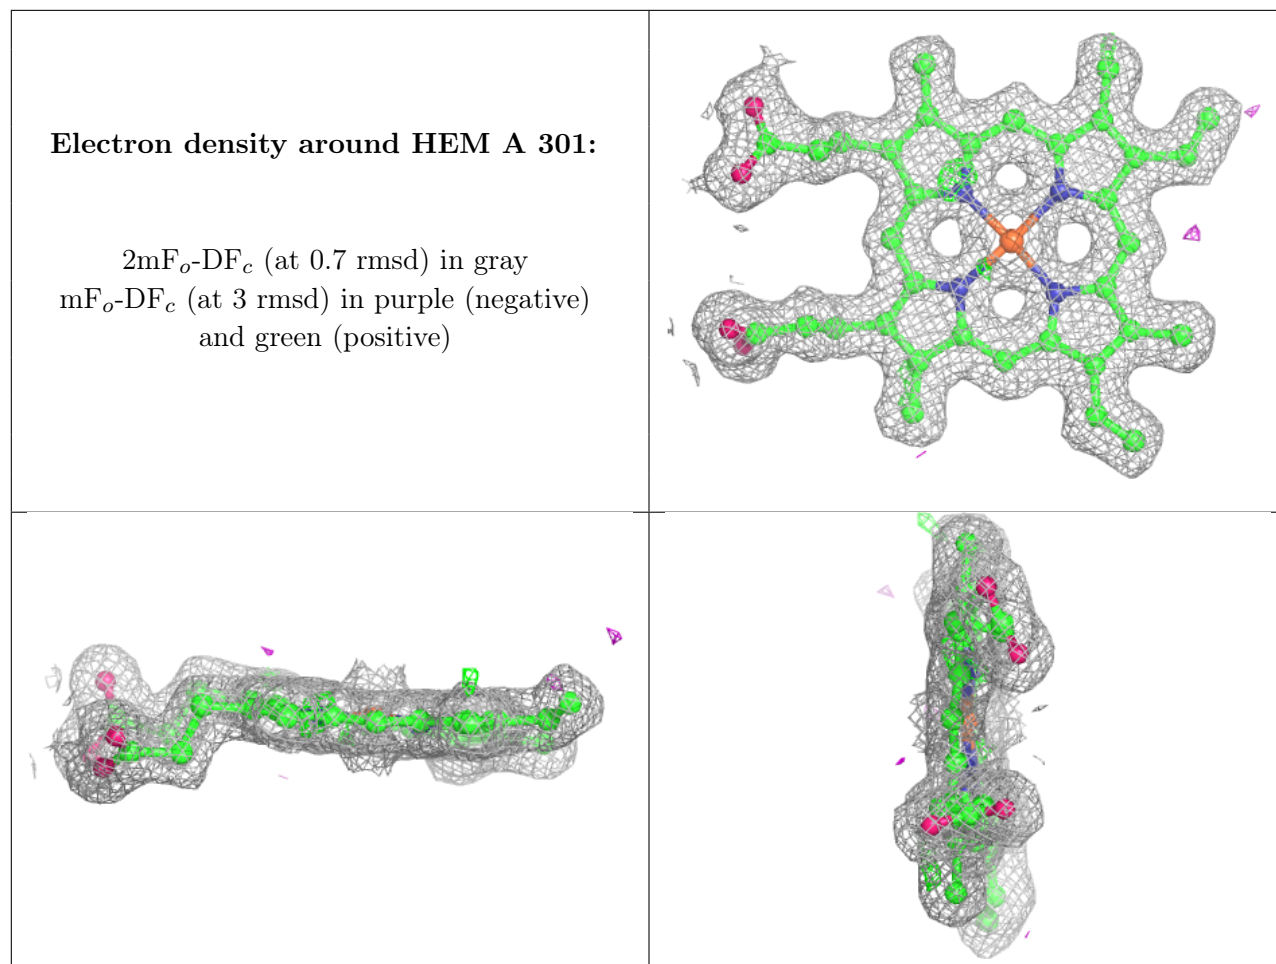 Electron density around HEM A 301:
2mFo-DFc (at 0.7 rmsd) in gray
mFo-DFc (at 3 rmsd) in purple (negative)
and green (positive)